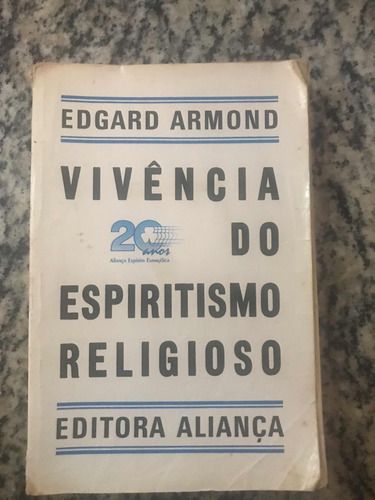 EDGARD ARMOND
VIVÊNCIA
20 anos
Aliança Espírita Evangélica
DO
ESPIRITISMO
RELIGIOSO
EDITORA ALIANÇA